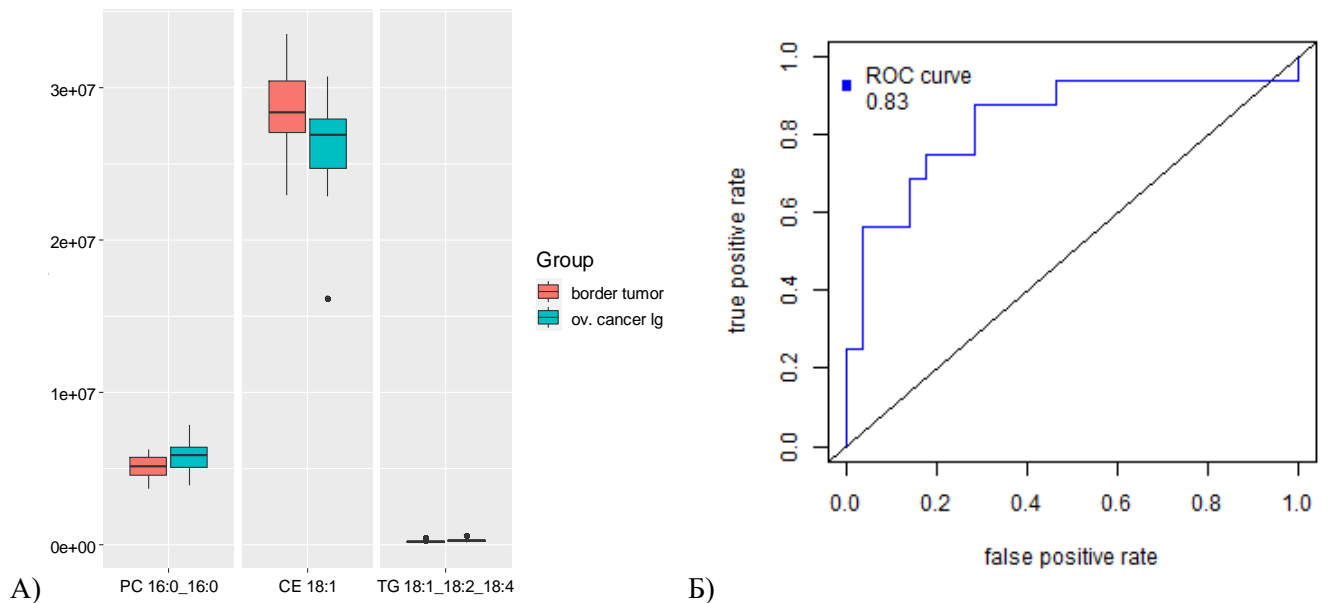 3e+07
2e+07
1e+07
0e+00
PC 16:0_16:0
CE 18:1
TG 18:1_18:2_18:4
Group
border tumor
ov. cancer lg
А)
ROC curve
0.83
true positive rate
1.0
0.8
0.6
0.4
0.2
0.0
0.0
0.2
0.4
0.6
0.8
1.0
false positive rate
Б)